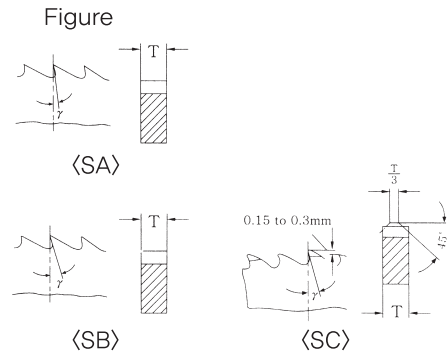 Figure
T
γ
〈SA〉
T
γ
〈SB〉
T
3
0.15 to 0.3mm
45°
γ
T
〈SC〉